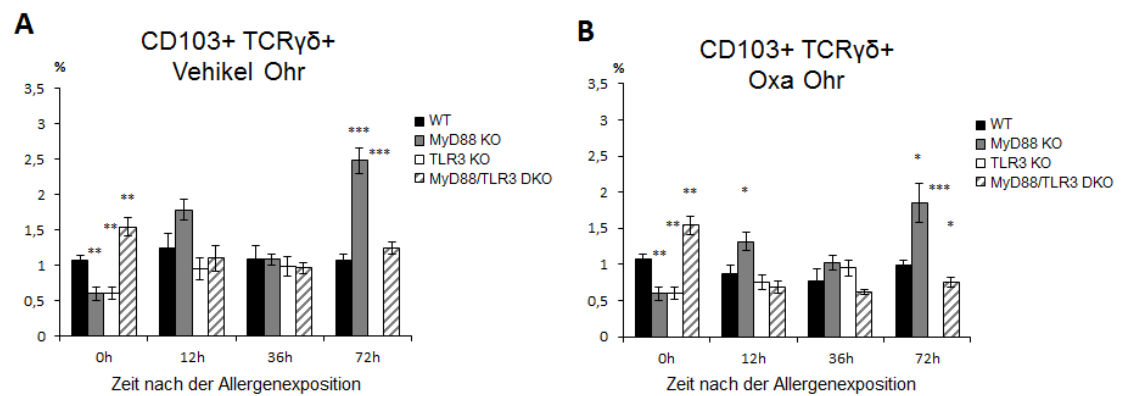 A
CD103+ TCRγδ+
Vehikel Ohr
%
3,5
3
2,5
2
1,5
1
0,5
0
**
**
**
***
***
WT
MyD88 KO
TLR3 KO
MyD88/TLR3 DKO
0h
12h
36h
72h
Zeit nach der Allergenexposition
B
CD103+ TCRγδ+
Oxa Ohr
%
3,5
3
2,5
2
1,5
1
0,5
0
**
**
**
*
*
***
*
WT
MyD88 KO
TLR3 KO
MyD88/TLR3 DKO
0h
12h
36h
72h
Zeit nach der Allergenexposition